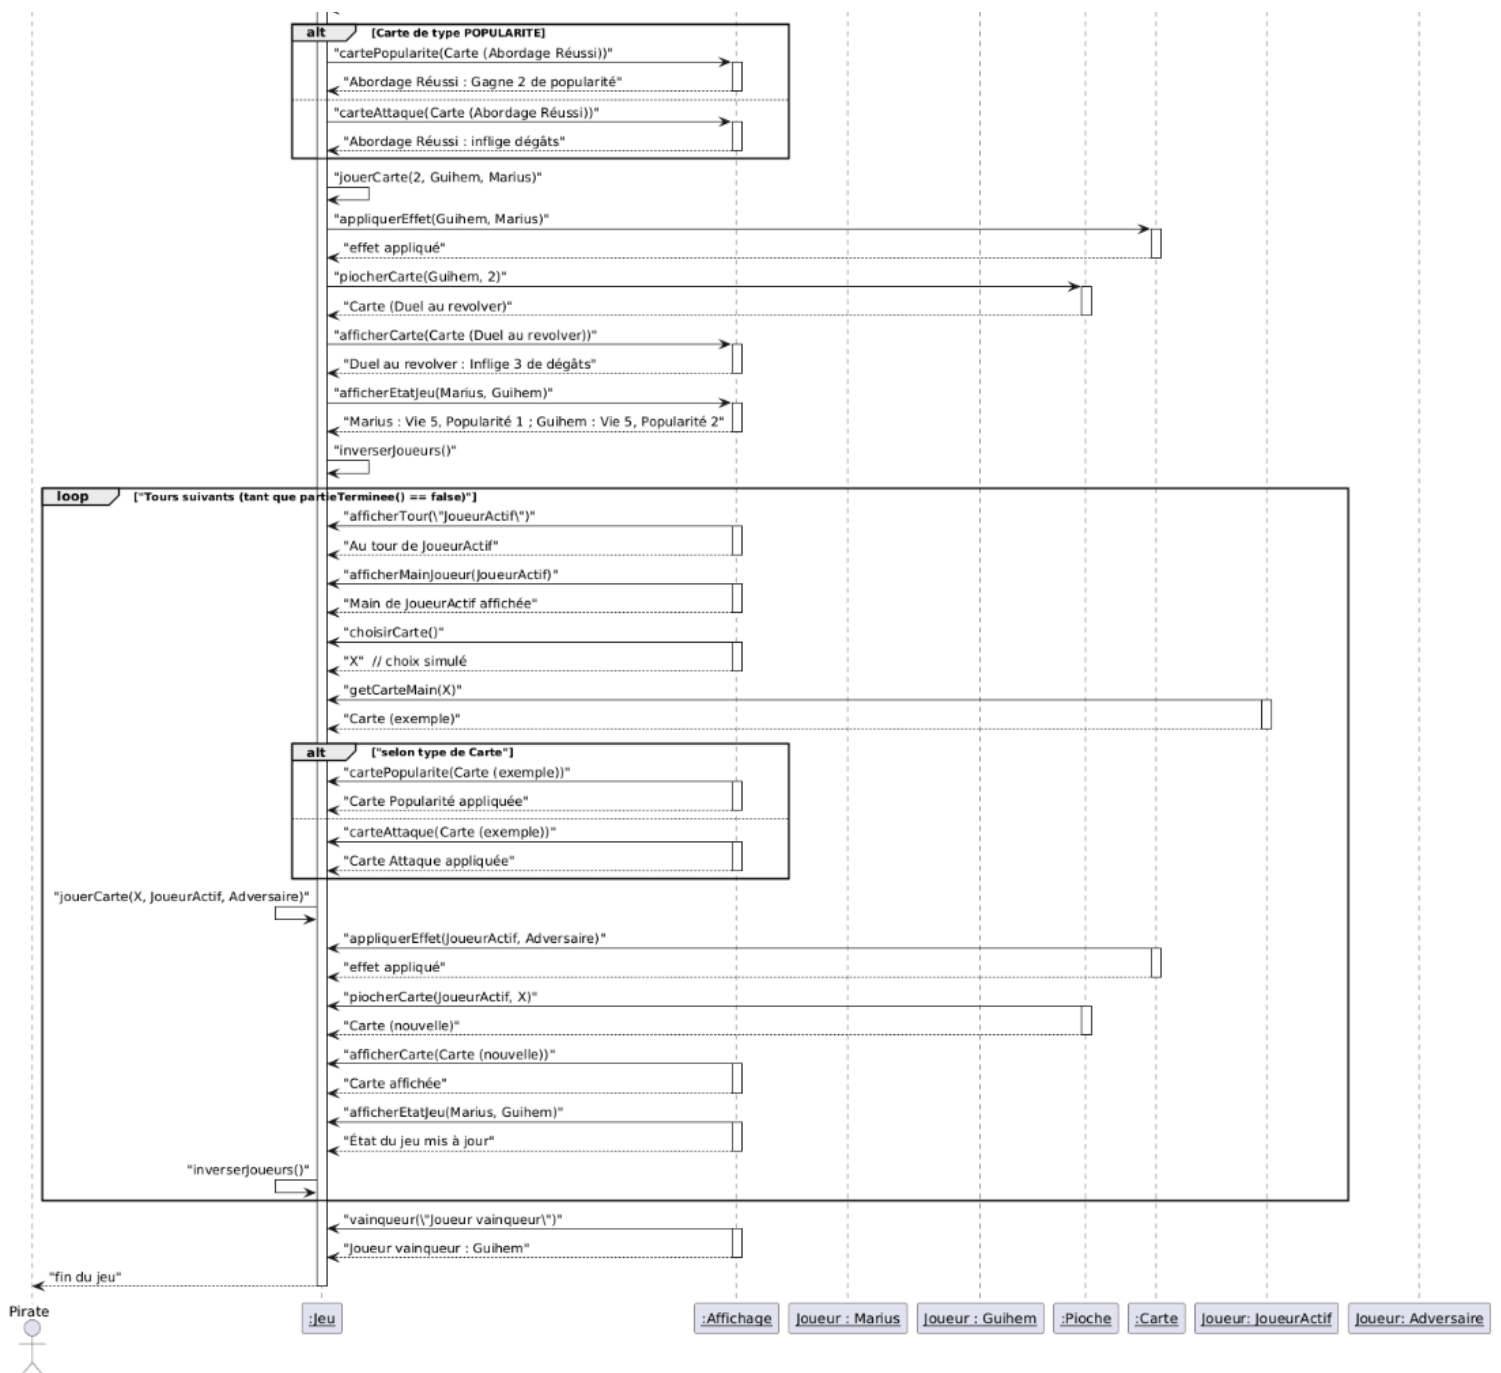 alt [Carte de type POPULARITE]
"cartePopularite(Carte (Abordage Réussi))"
"Abordage Réussi : Gagne 2 de popularité"
"carteAttaque(Carte (Abordage Réussi))"
"Abordage Réussi : inflige dégâts"
"jouerCarte(2, Guihem, Marius)"
"appliquerEffet(Guihem, Marius)"
"effet appliqué"
"piocherCarte(Guihem, 2)"
"Carte (Duel au revolver)"
"afficherCarte(Carte (Duel au revolver))"
"Duel au revolver : Inflige 3 de dégâts"
"afficherEtatJeu(Marius, Guihem)"
"Marius : Vie 5, Popularité 1 ; Guihem : Vie 5, Popularité 2"
"inverserJoueurs()"
loop ["Tours suivants (tant que partieTerminee() == false)"]
"afficherTour(\"JoueurActif\")"
"Au tour de JoueurActif"
"afficherMainJoueur(JoueurActif)"
"Main de JoueurActif affichée"
"choisirCarte()"
"X" // choix simulé
"getCarteMain(X)"
"Carte (exemple)"
alt ["selon type de Carte"]
"cartePopularite(Carte (exemple))"
"Carte Popularité appliquée"
"carteAttaque(Carte (exemple))"
"Carte Attaque appliquée"
"jouerCarte(X, JoueurActif, Adversaire)"
"appliquerEffet(JoueurActif, Adversaire)"
"effet appliqué"
"piocherCarte(JoueurActif, X)"
"Carte (nouvelle)"
"afficherCarte(Carte (nouvelle))"
"Carte affichée"
"afficherEtatJeu(Marius, Guihem)"
"État du jeu mis à jour"
"inverserJoueurs()"
"vainqueur(\"Joueur vainqueur\")"
"Joueur vainqueur : Guihem"
"fin du jeu"
Pirate :Jeu :Affichage Joueur : Marius Joueur : Guihem :Pioche :Carte Joueur: JoueurActif Joueur: Adversaire